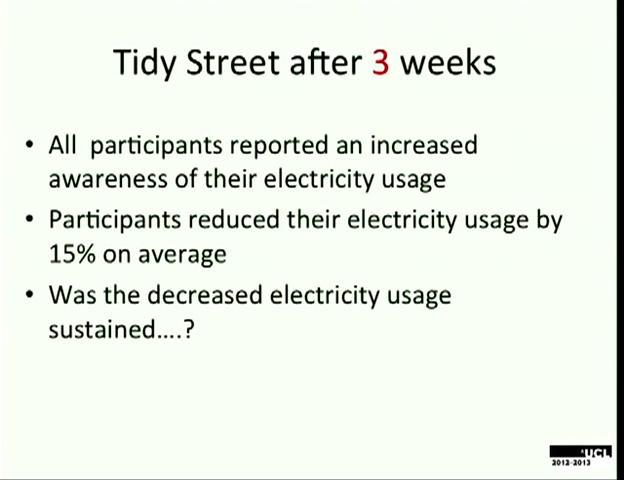 Tidy Street after 3 weeks
• All participants reported an increased
awareness of their electricity usage
• Participants reduced their electricity usage by
15% on average
• Was the decreased electricity usage
sustained....?
UCL
2012-2013